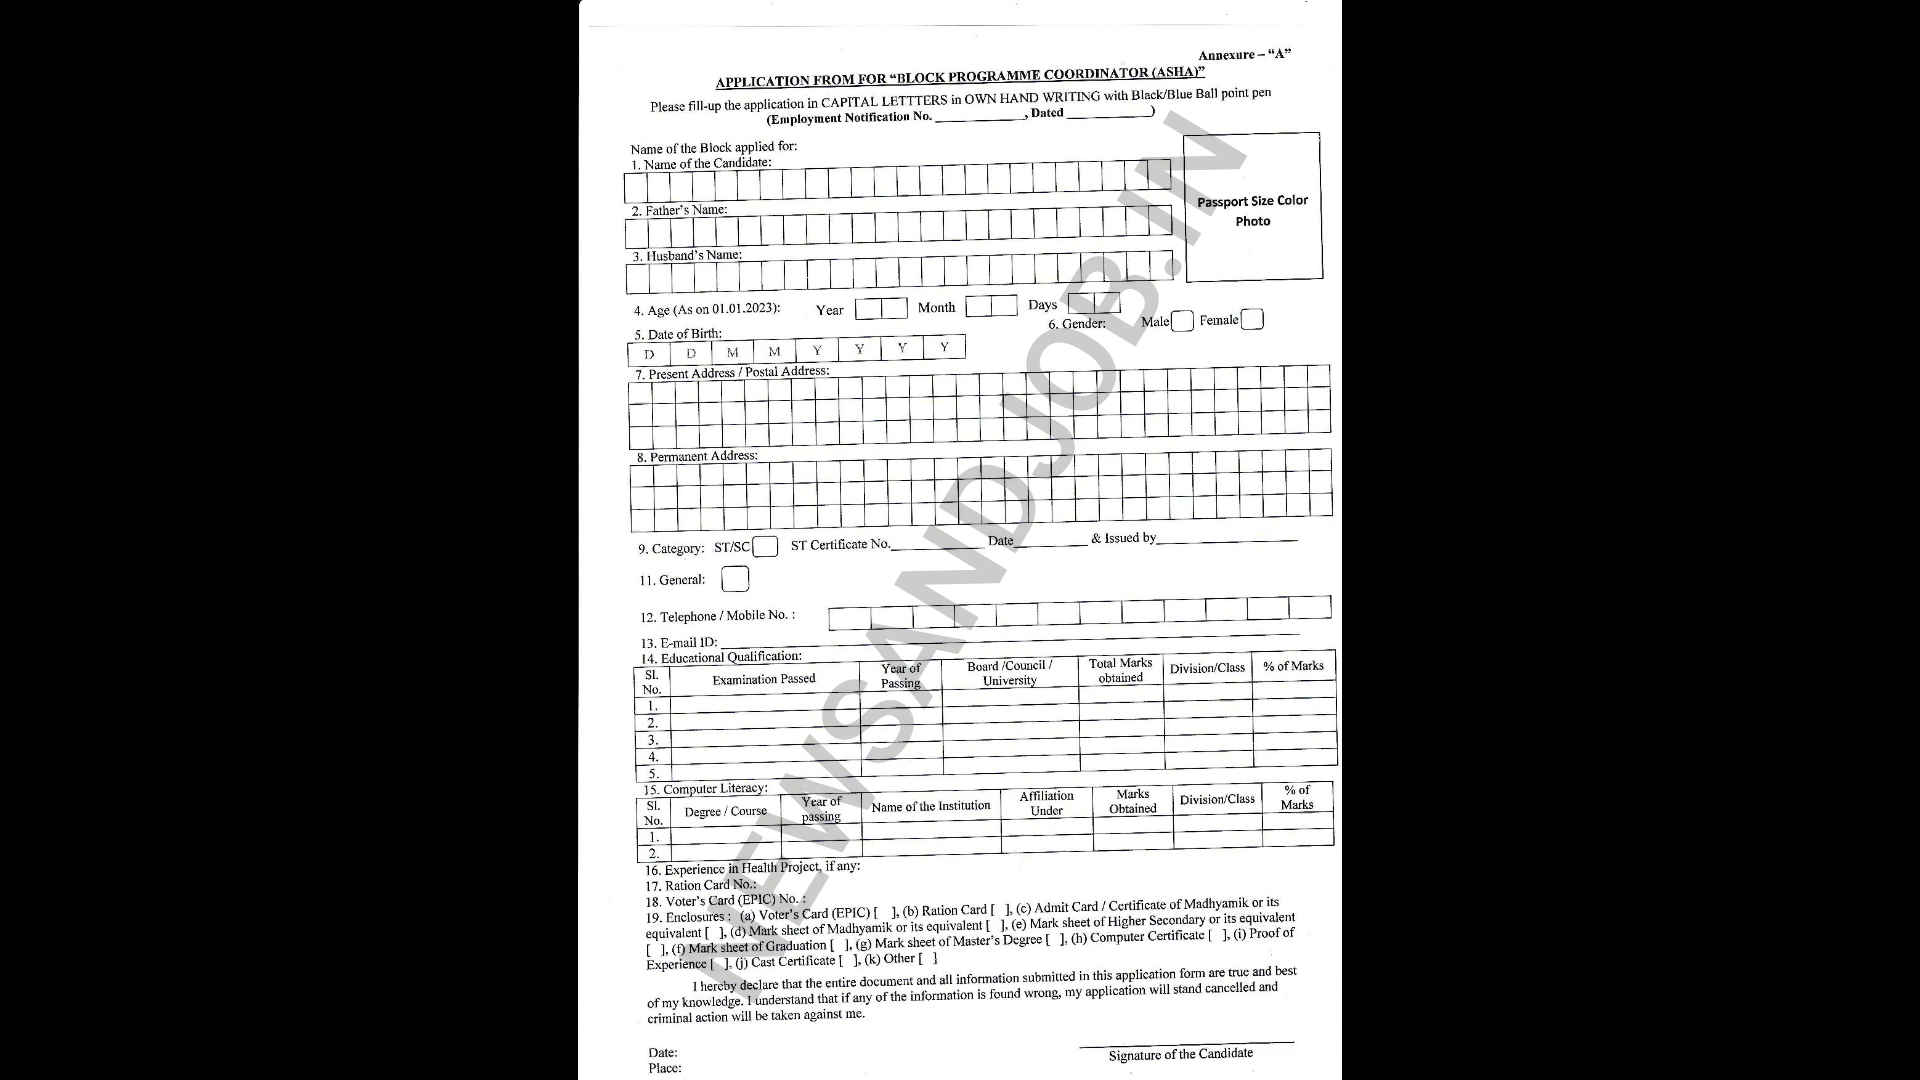 Annexure – “A”
APPLICATION FROM FOR “BLOCK PROGRAMME COORDINATOR (ASHA)”
Please fill-up the application in CAPITAL LETTTERS in OWN HAND WRITING with Black/Blue Ball point pen
(Employment Notification No. ____________, Dated ____________)
Name of the Block applied for:
1. Name of the Candidate:
2. Father’s Name:
3. Husband’s Name:
Passport Size Color
Photo
4. Age (As on 01.01.2023): Year Month Days
5. Date of Birth: 6. Gender: Male Female
D D M M Y Y Y Y
7. Present Address / Postal Address:
8. Permanent Address:
9. Category: ST/SC ST Certificate No.____________ Date__________ & Issued by____________________
11. General:
12. Telephone / Mobile No. :
13. E-mail ID: ____________________
14. Educational Qualification:
Sl. No. Examination Passed Year of Passing Board /Council / University Total Marks obtained Division/Class % of Marks
1.
2.
3.
4.
5.
15. Computer Literacy:
Sl. No. Degree / Course Year of passing Name of the Institution Affiliation Under Marks Obtained Division/Class % of Marks
1.
2.
16. Experience in Health Project, if any:
17. Ration Card No.:
18. Voter’s Card (EPIC) No. :
19. Enclosures : (a) Voter’s Card (EPIC) [ ], (b) Ration Card [ ], (c) Admit Card / Certificate of Madhyamik or its
equivalent [ ], (d) Mark sheet of Madhyamik or its equivalent [ ], (e) Mark sheet of Higher Secondary or its equivalent
[ ], (f) Mark sheet of Graduation [ ], (g) Mark sheet of Master’s Degree [ ], (h) Computer Certificate [ ], (i) Proof of
Experience [ ], (j) Cast Certificate [ ], (k) Other [ ]
I hereby declare that the entire document and all information submitted in this application form are true and best
of my knowledge. I understand that if any of the information is found wrong, my application will stand cancelled and
criminal action will be taken against me.
Date:
Place:
Signature of the Candidate
NEWSANDJOB.IN